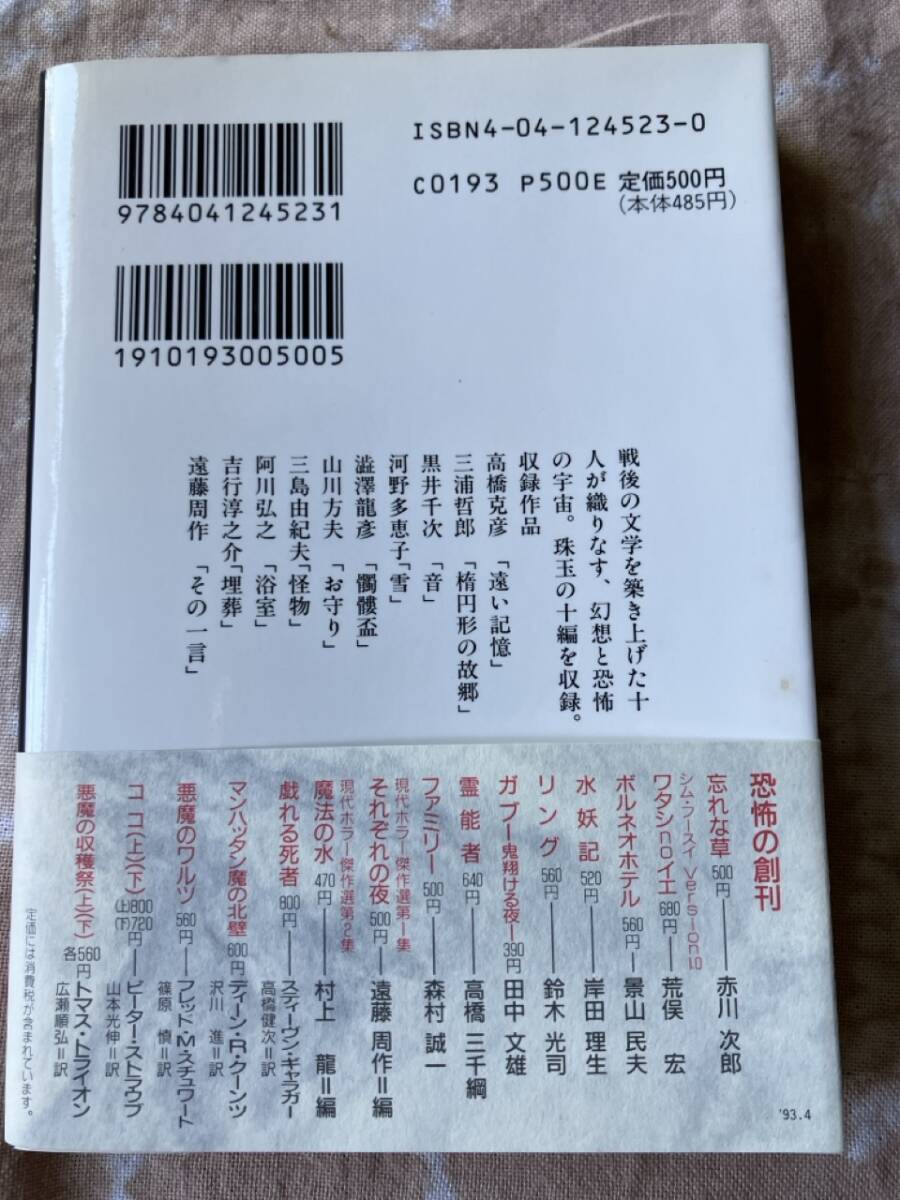 ISBN4-04-124523-0
C0193 P500E 定価500円
(本体485円)
9784041245231
1910193005005
戦後の文学を築き上げた十
人が織りなす、幻想と恐怖
の宇宙。珠玉の十編を収録。
収録作品
高橋克彦「遠い記憶」
三浦哲郎「楕円形の故郷」
黒井千次「音」
河野多恵子「雪」
澁澤龍彦「髑髏盃」
山川方夫「お守り」
三島由紀夫「怪物」
阿川弘之「浴室」
吉行淳之介「埋葬」
遠藤周作「その一言」
恐怖の創刊
忘れな草 500円――赤川 次郎
シム・フースイ version1.0
ワタシnoイエ 680円――荒俣 宏
ボルネオホテル 560円――景山 民夫
水妖記 520円――岸田 理生
リング 560円――鈴木 光司
ガブ―鬼翔ける夜― 390円 田中 文雄
霊能者 640円――高橋 三千綱
ファミリー 500円――森村 誠一
現代ホラー傑作選第1集
それぞれの夜 500円――遠藤 周作=編
現代ホラー傑作選第2集
魔法の水 470円――村上 龍=編
戯れる死者 800円――スティーヴン・ギャラガー
高橋健次=訳
マンハッタン魔の北壁 600円 ディーン・R・クーンツ
沢川 進=訳
悪魔のワルツ 560円――フレッド・M・スチュワート
篠原 慎=訳
ココ(上)(下) (上)800(下)720円――ピーター・ストラウブ
山本光伸=訳
悪魔の収穫祭(上)(下) 各560円 トマス・トライオン
広瀬順弘=訳
定価には消費税が含まれています。
'93.4